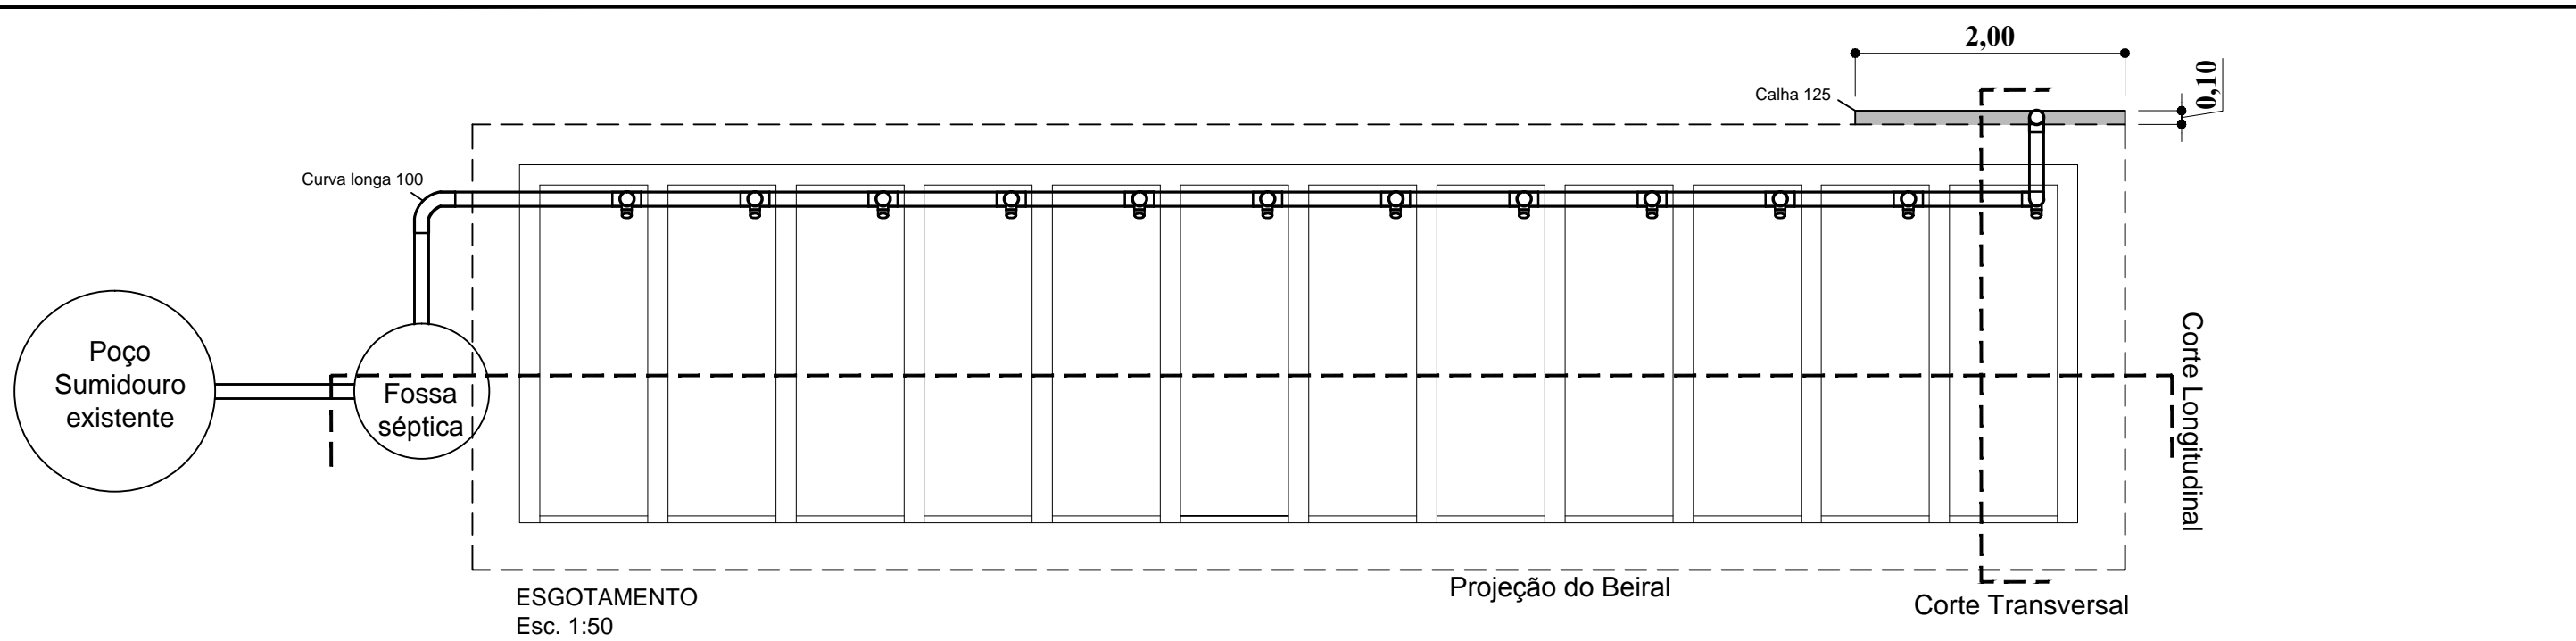 2,00
0,10
Calha 125
Curva longa 100
Poço
Sumidouro
existente
Fossa
séptica
Corte Longitudinal
Projeção do Beiral
Corte Transversal
ESGOTAMENTO
Esc. 1:50